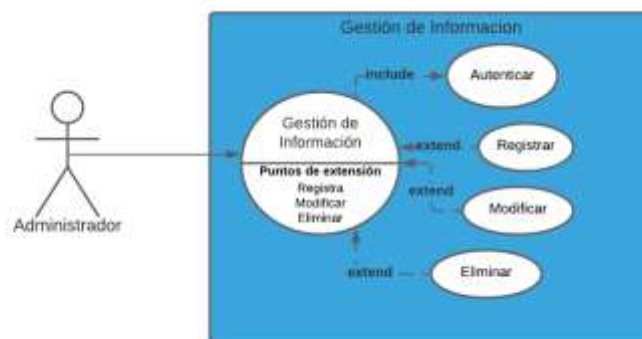 Gestión de Informacion
include
Autenticar
Gestión de
Información
extend
Registrar
Puntos de extensión
Registra
Modificar
Eliminar
extend
Modificar
Administrador
extend
Eliminar